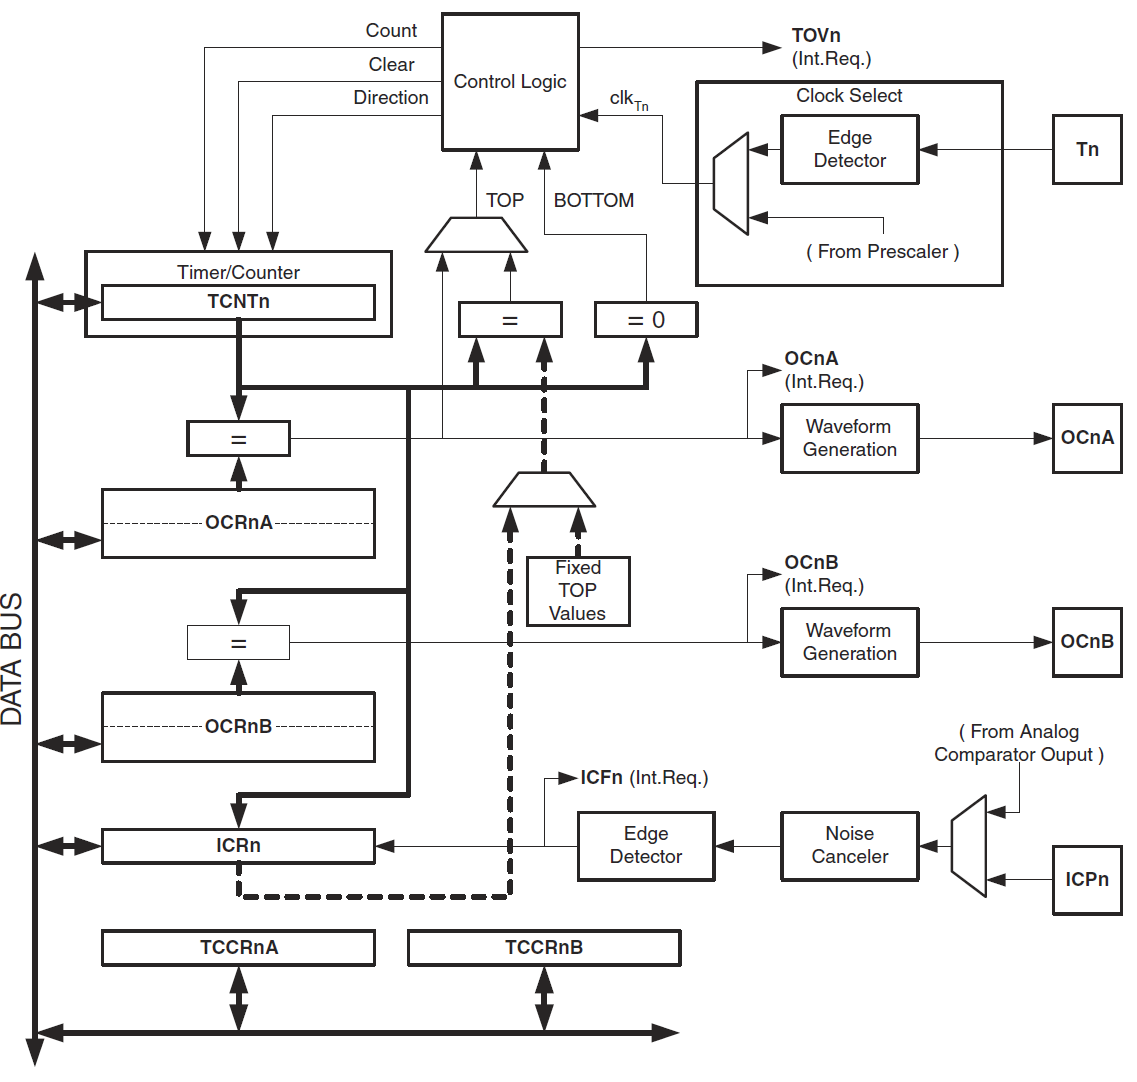 Count
Clear
Direction
Control Logic
TOVn
(Int.Req.)
clkTn
Clock Select
Edge
Detector
Tn
( From Prescaler )
TOP
BOTTOM
Timer/Counter
TCNTn
=
= 0
OCnA
(Int.Req.)
=
Waveform
Generation
OCnA
OCRnA
Fixed
TOP
Values
OCnB
(Int.Req.)
=
Waveform
Generation
OCnB
OCRnB
DATA BUS
( From Analog
Comparator Ouput )
ICFn (Int.Req.)
ICRn
Edge
Detector
Noise
Canceler
ICPn
TCCRnA
TCCRnB